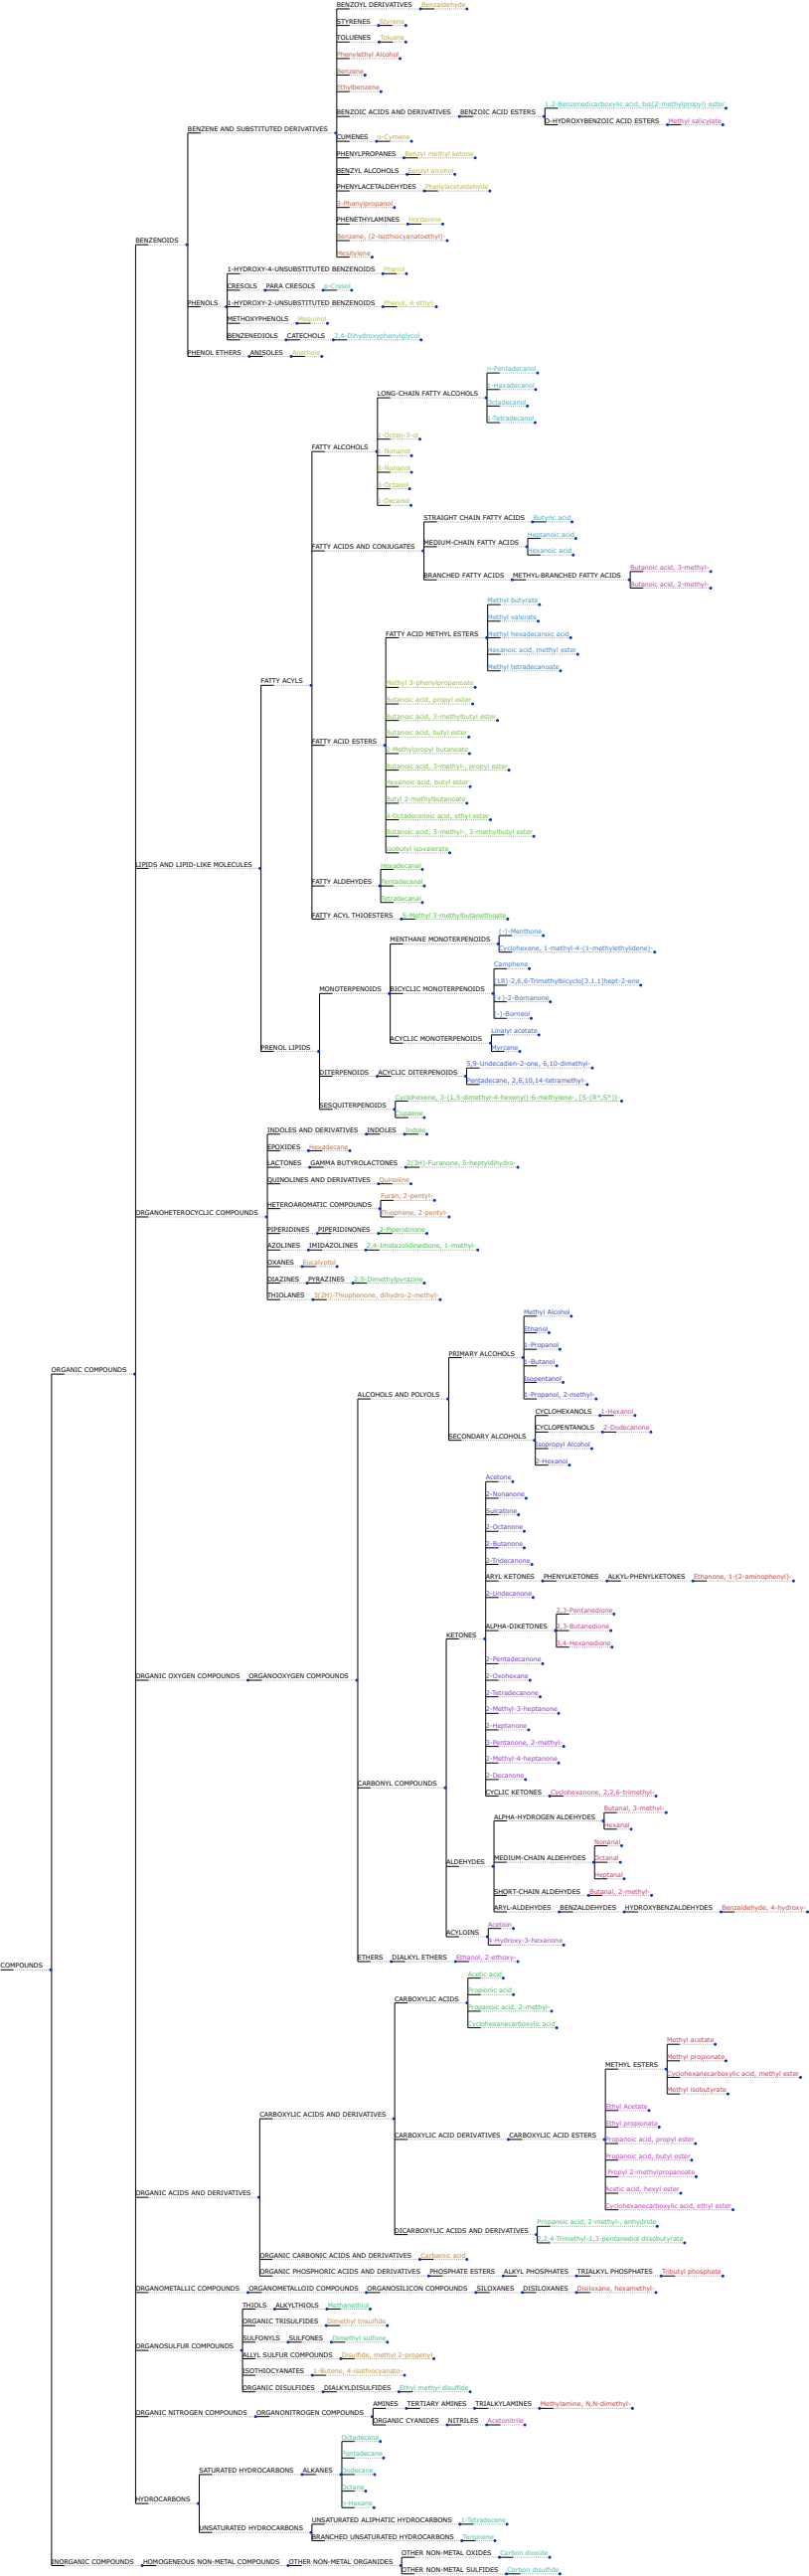 BENZOYL DERIVATIVES Benzaldehyde
STYRENES Styrene
TOLUENES Toluene
Phenylethyl Alcohol
Benzene
Ethylbenzene
1,2-Benzenedicarboxylic acid, bis(2-methylpropyl) ester
BENZOIC ACIDS AND DERIVATIVES BENZOIC ACID ESTERS
O-HYDROXYBENZOIC ACID ESTERS Methyl salicylate
BENZENE AND SUBSTITUTED DERIVATIVES
CUMENES o-Cymene
PHENYLPROPANES Benzyl methyl ketone
BENZYL ALCOHOLS Benzyl alcohol
PHENYLACETALDEHYDES Phenylacetaldehyde
3-Phenylpropanol
PHENETHYLAMINES Hordenine
Benzene, (2-isothiocyanatoethyl)-
BENZENOIDS
Mesitylene
1-HYDROXY-4-UNSUBSTITUTED BENZENOIDS Phenol
CRESOLS PARA CRESOLS p-Cresol
PHENOLS 1-HYDROXY-2-UNSUBSTITUTED BENZENOIDS Phenol, 4-ethyl-
METHOXYPHENOLS Mequinol
BENZENEDIOLS CATECHOLS 3,4-Dihydroxyphenylglycol
PHENOL ETHERS ANISOLES Anethole
n-Pentadecanol
1-Hexadecanol
LONG-CHAIN FATTY ALCOHOLS
Octadecanol
1-Tetradecanol
1-Octen-3-ol
FATTY ALCOHOLS
1-Nonanol
2-Nonanol
3-Octanol
1-Decanol
STRAIGHT CHAIN FATTY ACIDS Butyric acid
Heptanoic acid
MEDIUM-CHAIN FATTY ACIDS
FATTY ACIDS AND CONJUGATES
Hexanoic acid
Butanoic acid, 3-methyl-
BRANCHED FATTY ACIDS METHYL-BRANCHED FATTY ACIDS
Butanoic acid, 2-methyl-
Methyl butyrate
Methyl valerate
FATTY ACID METHYL ESTERS Methyl hexadecanoic acid
Hexanoic acid, methyl ester
Methyl tetradecanoate
FATTY ACYLS
Methyl 3-phenylpropanoate
Butanoic acid, propyl ester
Butanoic acid, 3-methylbutyl ester
Butanoic acid, butyl ester
FATTY ACID ESTERS
2-Methylpropyl butanoate
Butanoic acid, 3-methyl-, propyl ester
Hexanoic acid, butyl ester
Butyl 2-methylbutanoate
9-Octadecenoic acid, ethyl ester
Butanoic acid, 3-methyl-, 3-methylbutyl ester
Isobutyl isovalerate
LIPIDS AND LIPID-LIKE MOLECULES
Hexadecanal
FATTY ALDEHYDES Pentadecanal
Tetradecanal
FATTY ACYL THIOESTERS S-Methyl 3-methylbutanethioate
(-)-Menthone
MENTHANE MONOTERPENOIDS
Cyclohexene, 1-methyl-4-(1-methylethylidene)-
Camphene
(1R)-2,6,6-Trimethylbicyclo[3.1.1]hept-2-ene
MONOTERPENOIDS BICYCLIC MONOTERPENOIDS
(+)-2-Bornanone
(-)-Borneol
Linalyl acetate
ACYCLIC MONOTERPENOIDS
PRENOL LIPIDS
Myrcene
5,9-Undecadien-2-one, 6,10-dimethyl-
DITERPENOIDS ACYCLIC DITERPENOIDS
Pentadecane, 2,6,10,14-tetramethyl-
Cyclohexene, 3-(1,5-dimethyl-4-hexenyl)-6-methylene-, [S-(R*,S*)]-
SESQUITERPENOIDS
Copaene
INDOLES AND DERIVATIVES INDOLES Indole
EPOXIDES Hexadecane
LACTONES GAMMA BUTYROLACTONES 2(3H)-Furanone, 5-heptyldihydro-
QUINOLINES AND DERIVATIVES Quinoline
Furan, 2-pentyl-
HETEROAROMATIC COMPOUNDS
ORGANOHETEROCYCLIC COMPOUNDS
Thiophene, 2-pentyl-
PIPERIDINES PIPERIDINONES 2-Piperidinone
AZOLINES IMIDAZOLINES 2,4-Imidazolidinedione, 1-methyl-
OXANES Eucalyptol
DIAZINES PYRAZINES 2,5-Dimethylpyrazine
THIOLANES 3(2H)-Thiophenone, dihydro-2-methyl-
Methyl Alcohol
Ethanol
1-Propanol
PRIMARY ALCOHOLS
1-Butanol
ORGANIC COMPOUNDS
Isopentanol
1-Propanol, 2-methyl-
ALCOHOLS AND POLYOLS
CYCLOHEXANOLS 1-Hexanol
CYCLOPENTANOLS 2-Dodecanone
SECONDARY ALCOHOLS
Isopropyl Alcohol
2-Hexanol
Acetone
2-Nonanone
Sulcatone
2-Octanone
2-Butanone
2-Tridecanone
ARYL KETONES PHENYLKETONES ALKYL-PHENYLKETONES Ethanone, 1-(2-aminophenyl)-
2-Undecanone
2,3-Pentanedione
ALPHA-DIKETONES 2,3-Butanedione
KETONES
3,4-Hexanedione
2-Pentadecanone
ORGANIC OXYGEN COMPOUNDS ORGANOOXYGEN COMPOUNDS
2-Oxohexane
2-Tetradecanone
2-Methyl-3-heptanone
2-Heptanone
3-Pentanone, 2-methyl-
2-Methyl-4-heptanone
2-Decanone
CARBONYL COMPOUNDS
CYCLIC KETONES Cyclohexanone, 2,2,6-trimethyl-
Butanal, 3-methyl-
ALPHA-HYDROGEN ALDEHYDES
Hexanal
Nonanal
MEDIUM-CHAIN ALDEHYDES Octanal
ALDEHYDES
Heptanal
SHORT-CHAIN ALDEHYDES Butanal, 2-methyl-
ARYL-ALDEHYDES BENZALDEHYDES HYDROXYBENZALDEHYDES Benzaldehyde, 4-hydroxy-
Acetoin
ACYLOINS
4-Hydroxy-3-hexanone
ETHERS DIALKYL ETHERS Ethanol, 2-ethoxy-
COMPOUNDS
Acetic acid
Propionic acid
CARBOXYLIC ACIDS
Propanoic acid, 2-methyl-
Cyclohexanecarboxylic acid
Methyl acetate
Methyl propionate
METHYL ESTERS
Cyclohexanecarboxylic acid, methyl ester
Methyl isobutyrate
Ethyl Acetate
CARBOXYLIC ACIDS AND DERIVATIVES
Ethyl propionate
CARBOXYLIC ACID DERIVATIVES CARBOXYLIC ACID ESTERS
Propanoic acid, propyl ester
Propanoic acid, butyl ester
Propyl 2-methylpropanoate
Acetic acid, hexyl ester
ORGANIC ACIDS AND DERIVATIVES
Cyclohexanecarboxylic acid, ethyl ester
Propanoic acid, 2-methyl-, anhydride
DICARBOXYLIC ACIDS AND DERIVATIVES
2,2,4-Trimethyl-1,3-pentanediol diisobutyrate
ORGANIC CARBONIC ACIDS AND DERIVATIVES Carbamic acid
ORGANIC PHOSPHORIC ACIDS AND DERIVATIVES PHOSPHATE ESTERS ALKYL PHOSPHATES TRIALKYL PHOSPHATES Tributyl phosphate
ORGANOMETALLIC COMPOUNDS ORGANOMETALLOID COMPOUNDS ORGANOSILICON COMPOUNDS SILOXANES DISILOXANES Disiloxane, hexamethyl-
THIOLS ALKYLTHIOLS Methanethiol
ORGANIC TRISULFIDES Dimethyl trisulfide
SULFONYLS SULFONES Dimethyl sulfone
ORGANOSULFUR COMPOUNDS
ALLYL SULFUR COMPOUNDS Disulfide, methyl 2-propenyl
ISOTHIOCYANATES 1-Butene, 4-isothiocyanato-
ORGANIC DISULFIDES DIALKYLDISULFIDES Ethyl methyl disulfide
AMINES TERTIARY AMINES TRIALKYLAMINES Methylamine, N,N-dimethyl-
ORGANIC NITROGEN COMPOUNDS ORGANONITROGEN COMPOUNDS
ORGANIC CYANIDES NITRILES Acetonitrile
Octadecane
Pentadecane
SATURATED HYDROCARBONS ALKANES Dodecane
Octane
HYDROCARBONS
n-Hexane
UNSATURATED ALIPHATIC HYDROCARBONS 1-Tetradecene
UNSATURATED HYDROCARBONS
BRANCHED UNSATURATED HYDROCARBONS Terpinene
OTHER NON-METAL OXIDES Carbon dioxide
INORGANIC COMPOUNDS HOMOGENEOUS NON-METAL COMPOUNDS OTHER NON-METAL ORGANIDES
OTHER NON-METAL SULFIDES Carbon disulfide